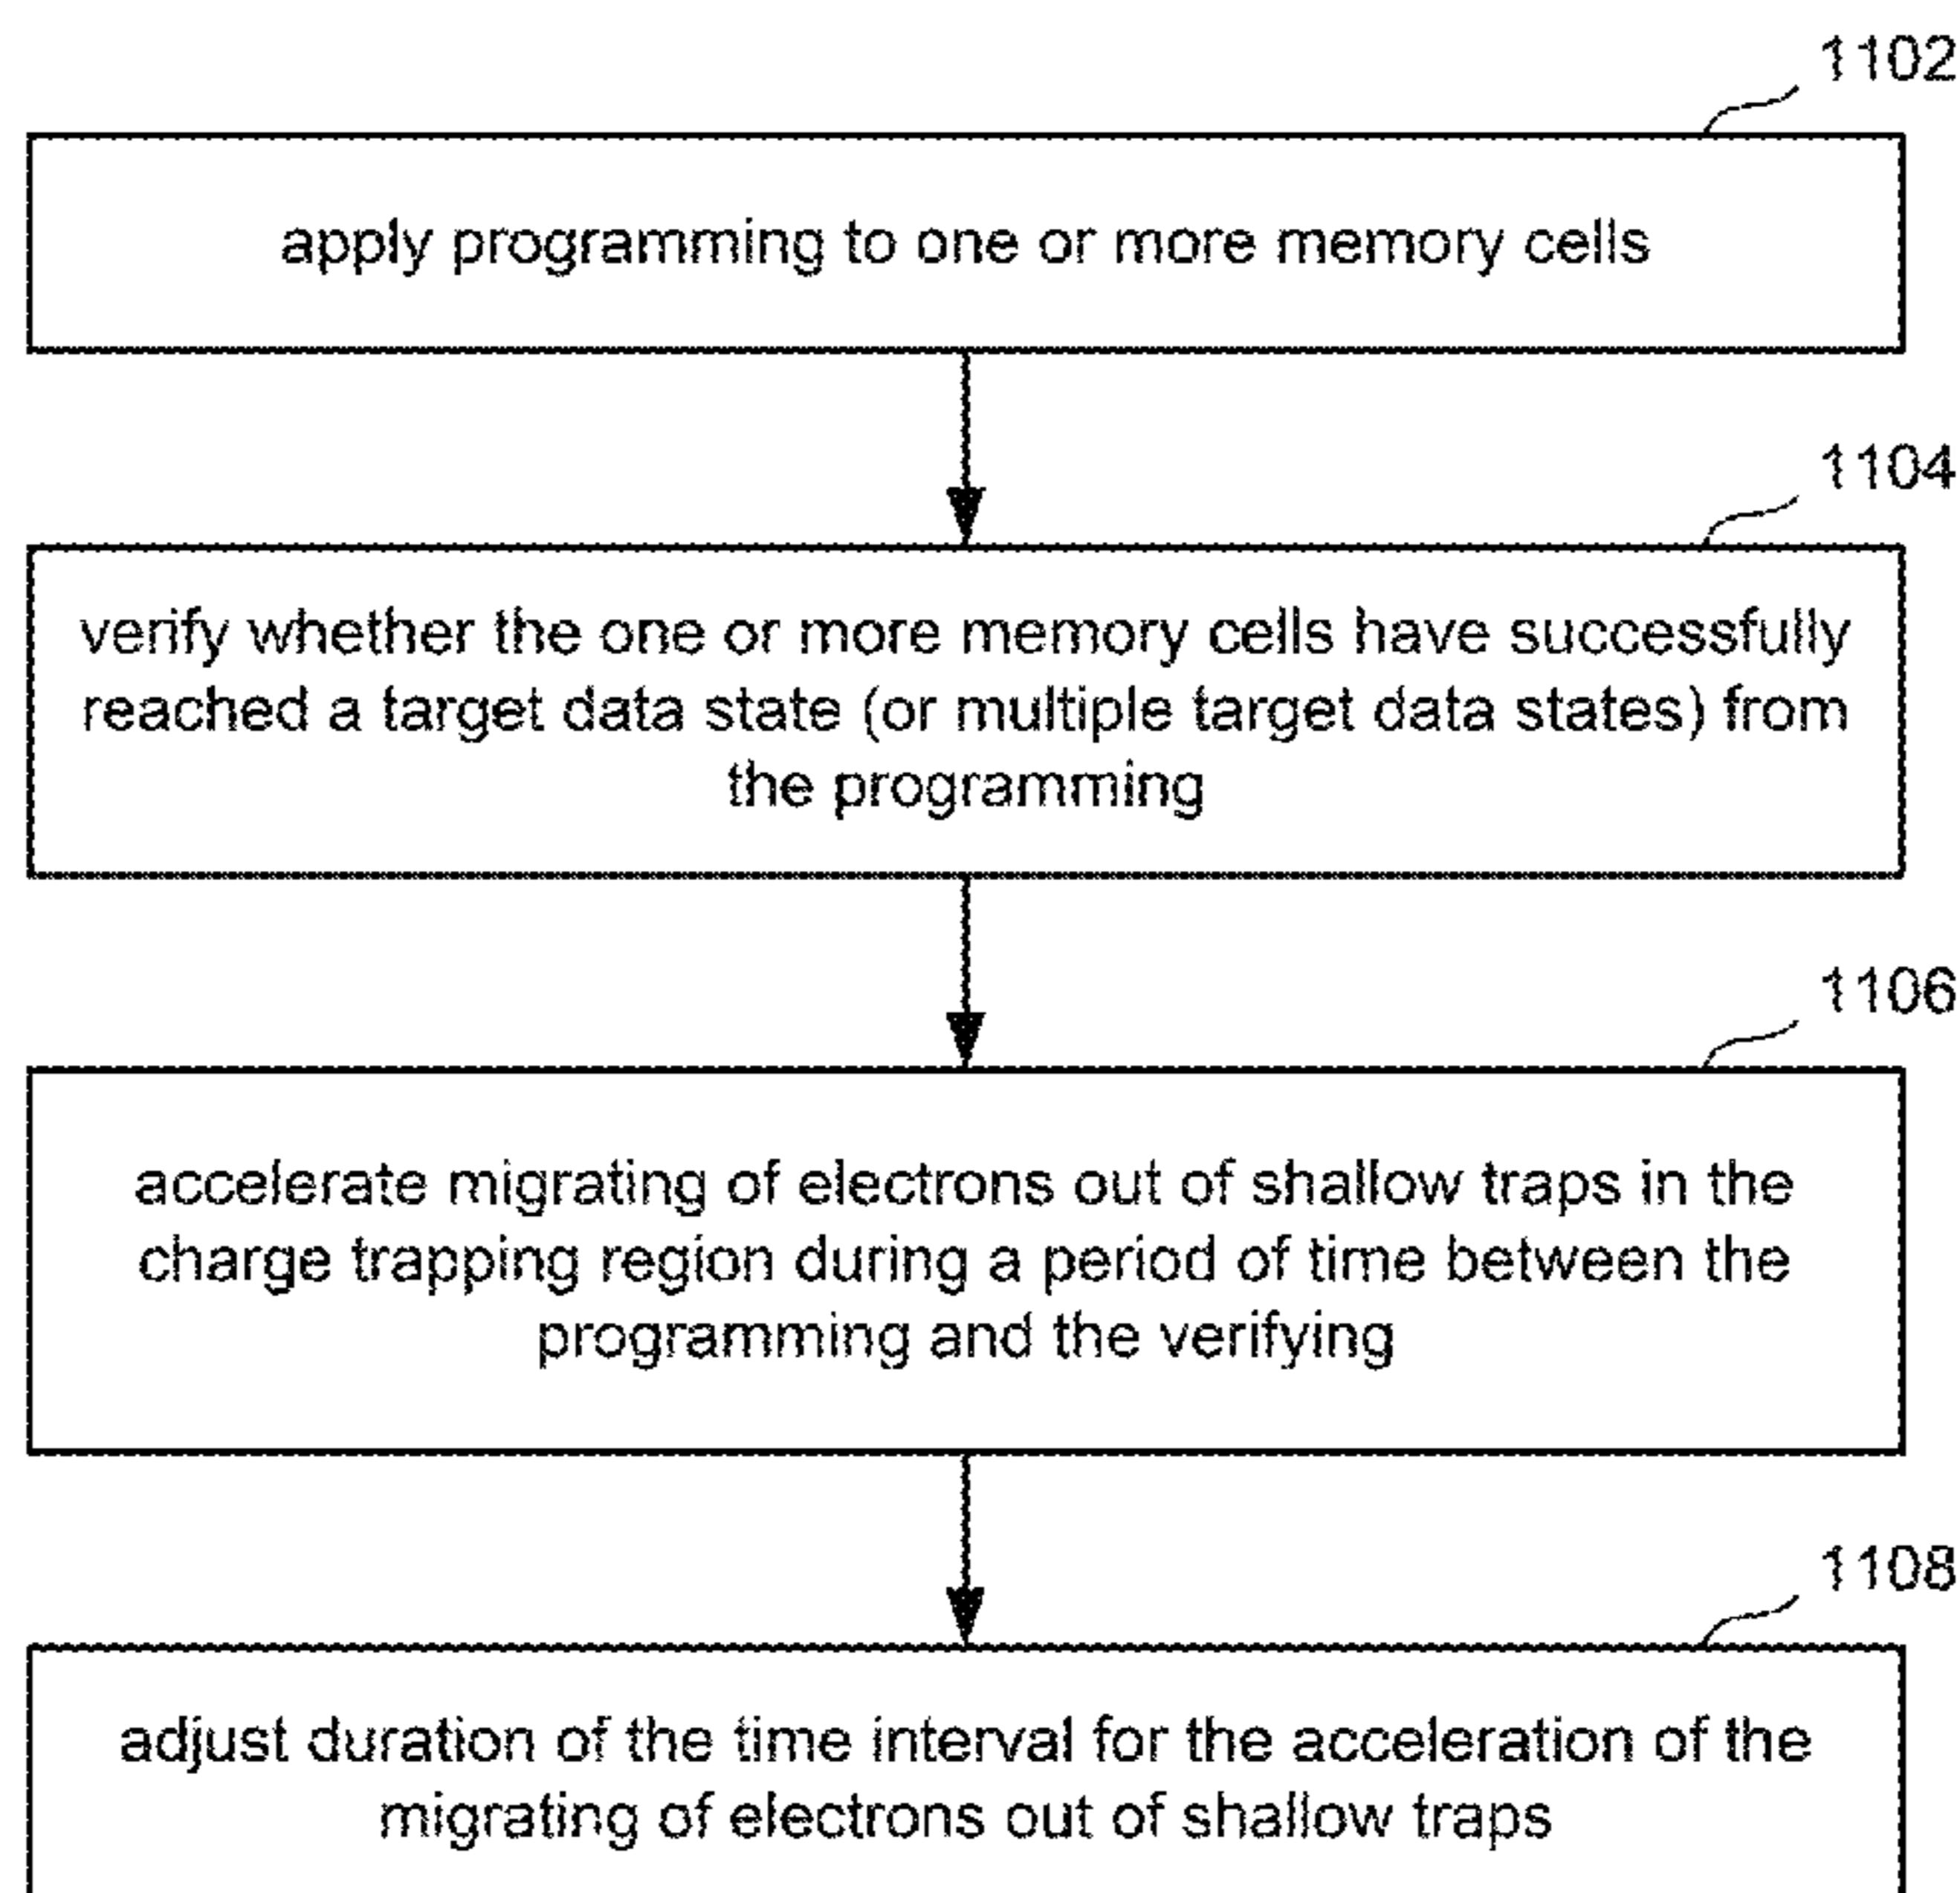 1102
apply programming to one or more memory cells
1104
verify whether the one or more memory cells have successfully
reached a target data state (or multiple target data states) from
the programming
1106
accelerate migrating of electrons out of shallow traps in the
charge trapping region during a period of time between the
programming and the verifying
1108
adjust duration of the time interval for the acceleration of the
migrating of electrons out of shallow traps